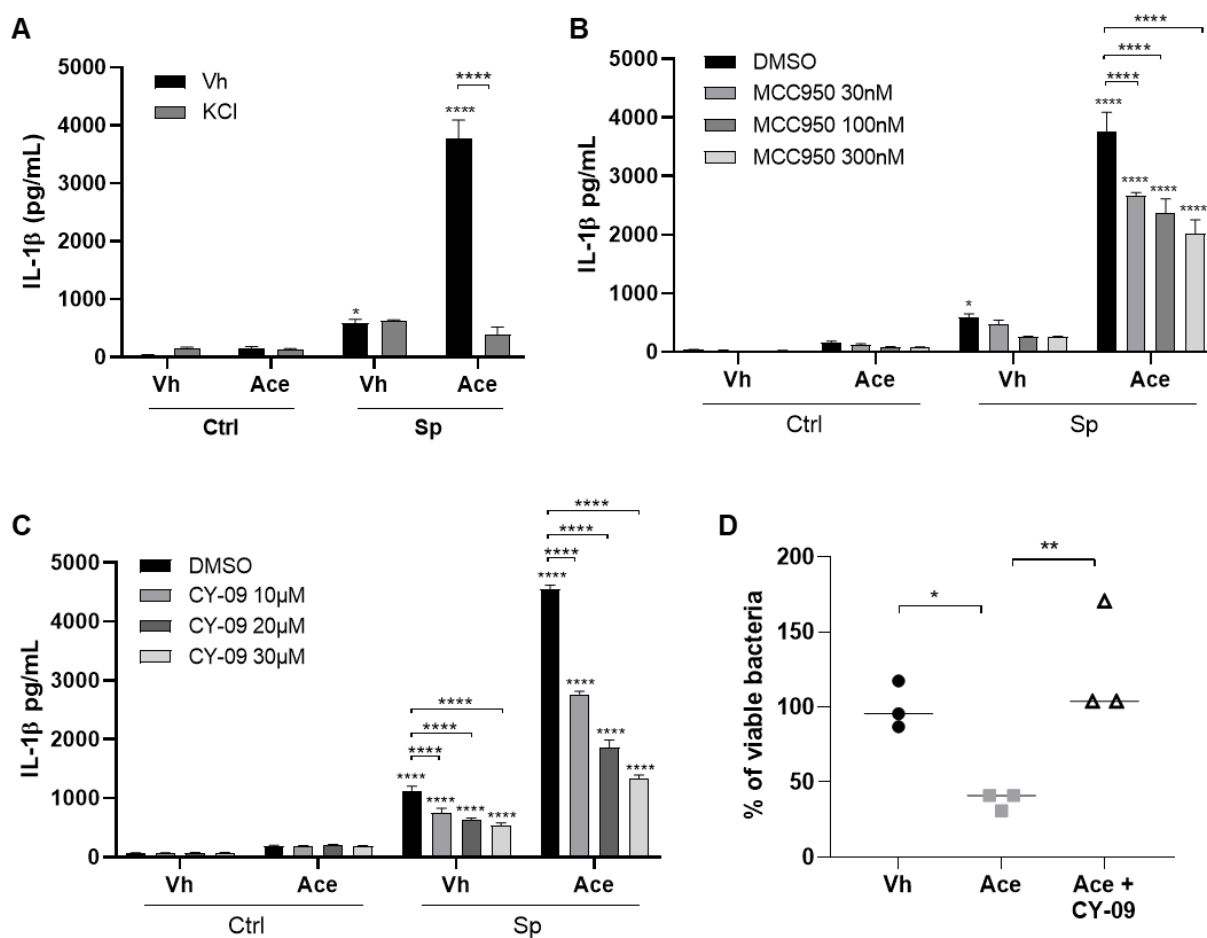 A
5000
4000
3000
2000
1000
0
IL-1β (pg/mL)
Vh
KCl
****
****
*
Vh
Ace
Vh
Ace
Ctrl
Sp
B
5000
4000
3000
2000
1000
0
IL-1β pg/mL
DMSO
MCC950 30nM
MCC950 100nM
MCC950 300nM
****
****
****
****
****
****
****
*
Vh
Ace
Vh
Ace
Ctrl
Sp
C
5000
4000
3000
2000
1000
0
IL-1β pg/mL
DMSO
CY-09 10µM
CY-09 20µM
CY-09 30µM
****
****
****
****
****
****
****
****
****
****
****
****
****
****
Vh
Ace
Vh
Ace
Ctrl
Sp
D
200
150
100
50
0
% of viable bacteria
*
**
Vh
Ace
Ace +
CY-09